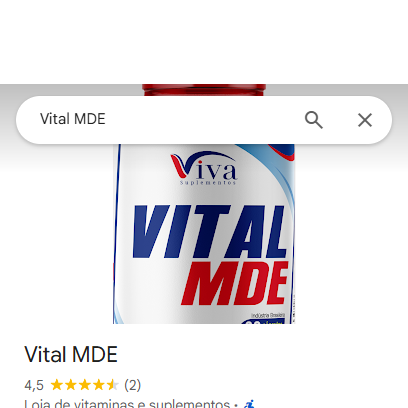 Vital MDE
Viva
Suplementos
VITAL
MDE
Indústria Brasileira
Vital MDE
4,5 (2)
Loja de vitaminas e suplementos ·